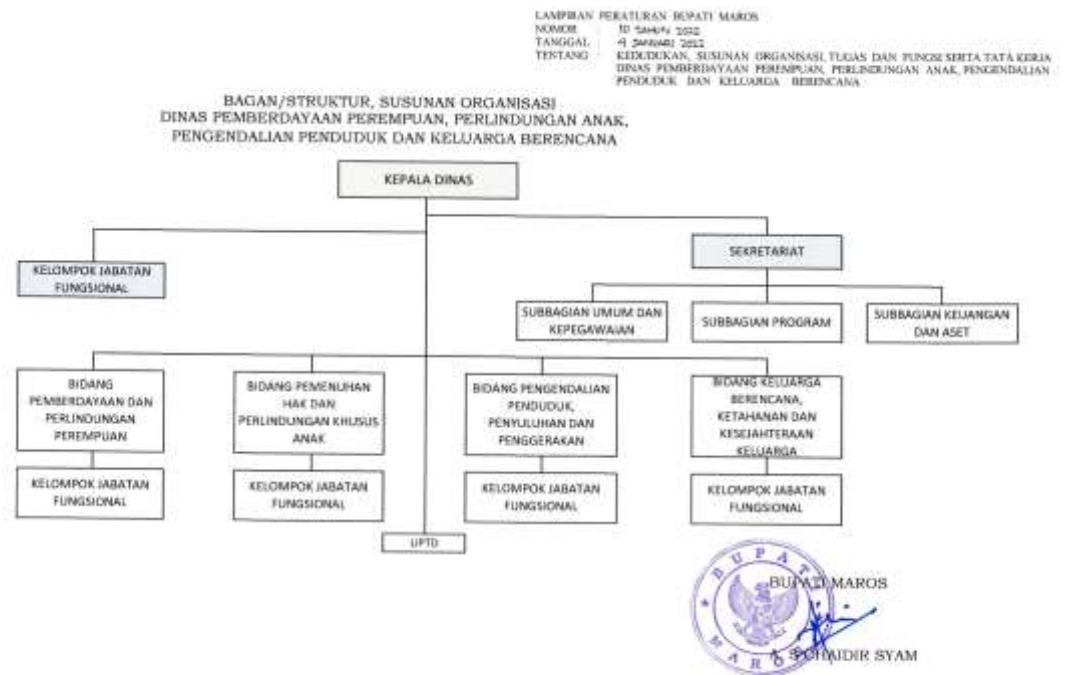 LAMPIRAN PERATURAN BUPATI MAROS
NOMOR : 10 TAHUN 2022
TANGGAL : 4 JANUARI 2022
TENTANG : KEDUDUKAN, SUSUNAN ORGANISASI, TUGAS DAN FUNGSI SERTA TATA KERJA
DINAS PEMBERDAYAAN PEREMPUAN, PERLINDUNGAN ANAK, PENGENDALIAN
PENDUDUK DAN KELUARGA BERENCANA
BAGAN/STRUKTUR, SUSUNAN ORGANISASI
DINAS PEMBERDAYAAN PEREMPUAN, PERLINDUNGAN ANAK,
PENGENDALIAN PENDUDUK DAN KELUARGA BERENCANA
KEPALA DINAS
SEKRETARIAT
KELOMPOK JABATAN
FUNGSIONAL
SUBBAGIAN UMUM DAN
KEPEGAWAIAN
SUBBAGIAN PROGRAM
SUBBAGIAN KEUANGAN
DAN ASET
BIDANG
PEMBERDAYAAN DAN
PERLINDUNGAN
PEREMPUAN
BIDANG PEMENUHAN
HAK DAN
PERLINDUNGAN KHUSUS
ANAK
BIDANG PENGENDALIAN
PENDUDUK,
PENYULUHAN DAN
PENGGERAKAN
BIDANG KELUARGA
BERENCANA,
KETAHANAN DAN
KESEJAHTERAAN
KELUARGA
KELOMPOK JABATAN
FUNGSIONAL
KELOMPOK JABATAN
FUNGSIONAL
KELOMPOK JABATAN
FUNGSIONAL
KELOMPOK JABATAN
FUNGSIONAL
UPTD
BUPATI MAROS
BUPATI MAROS
A. S CHAIDIR SYAM